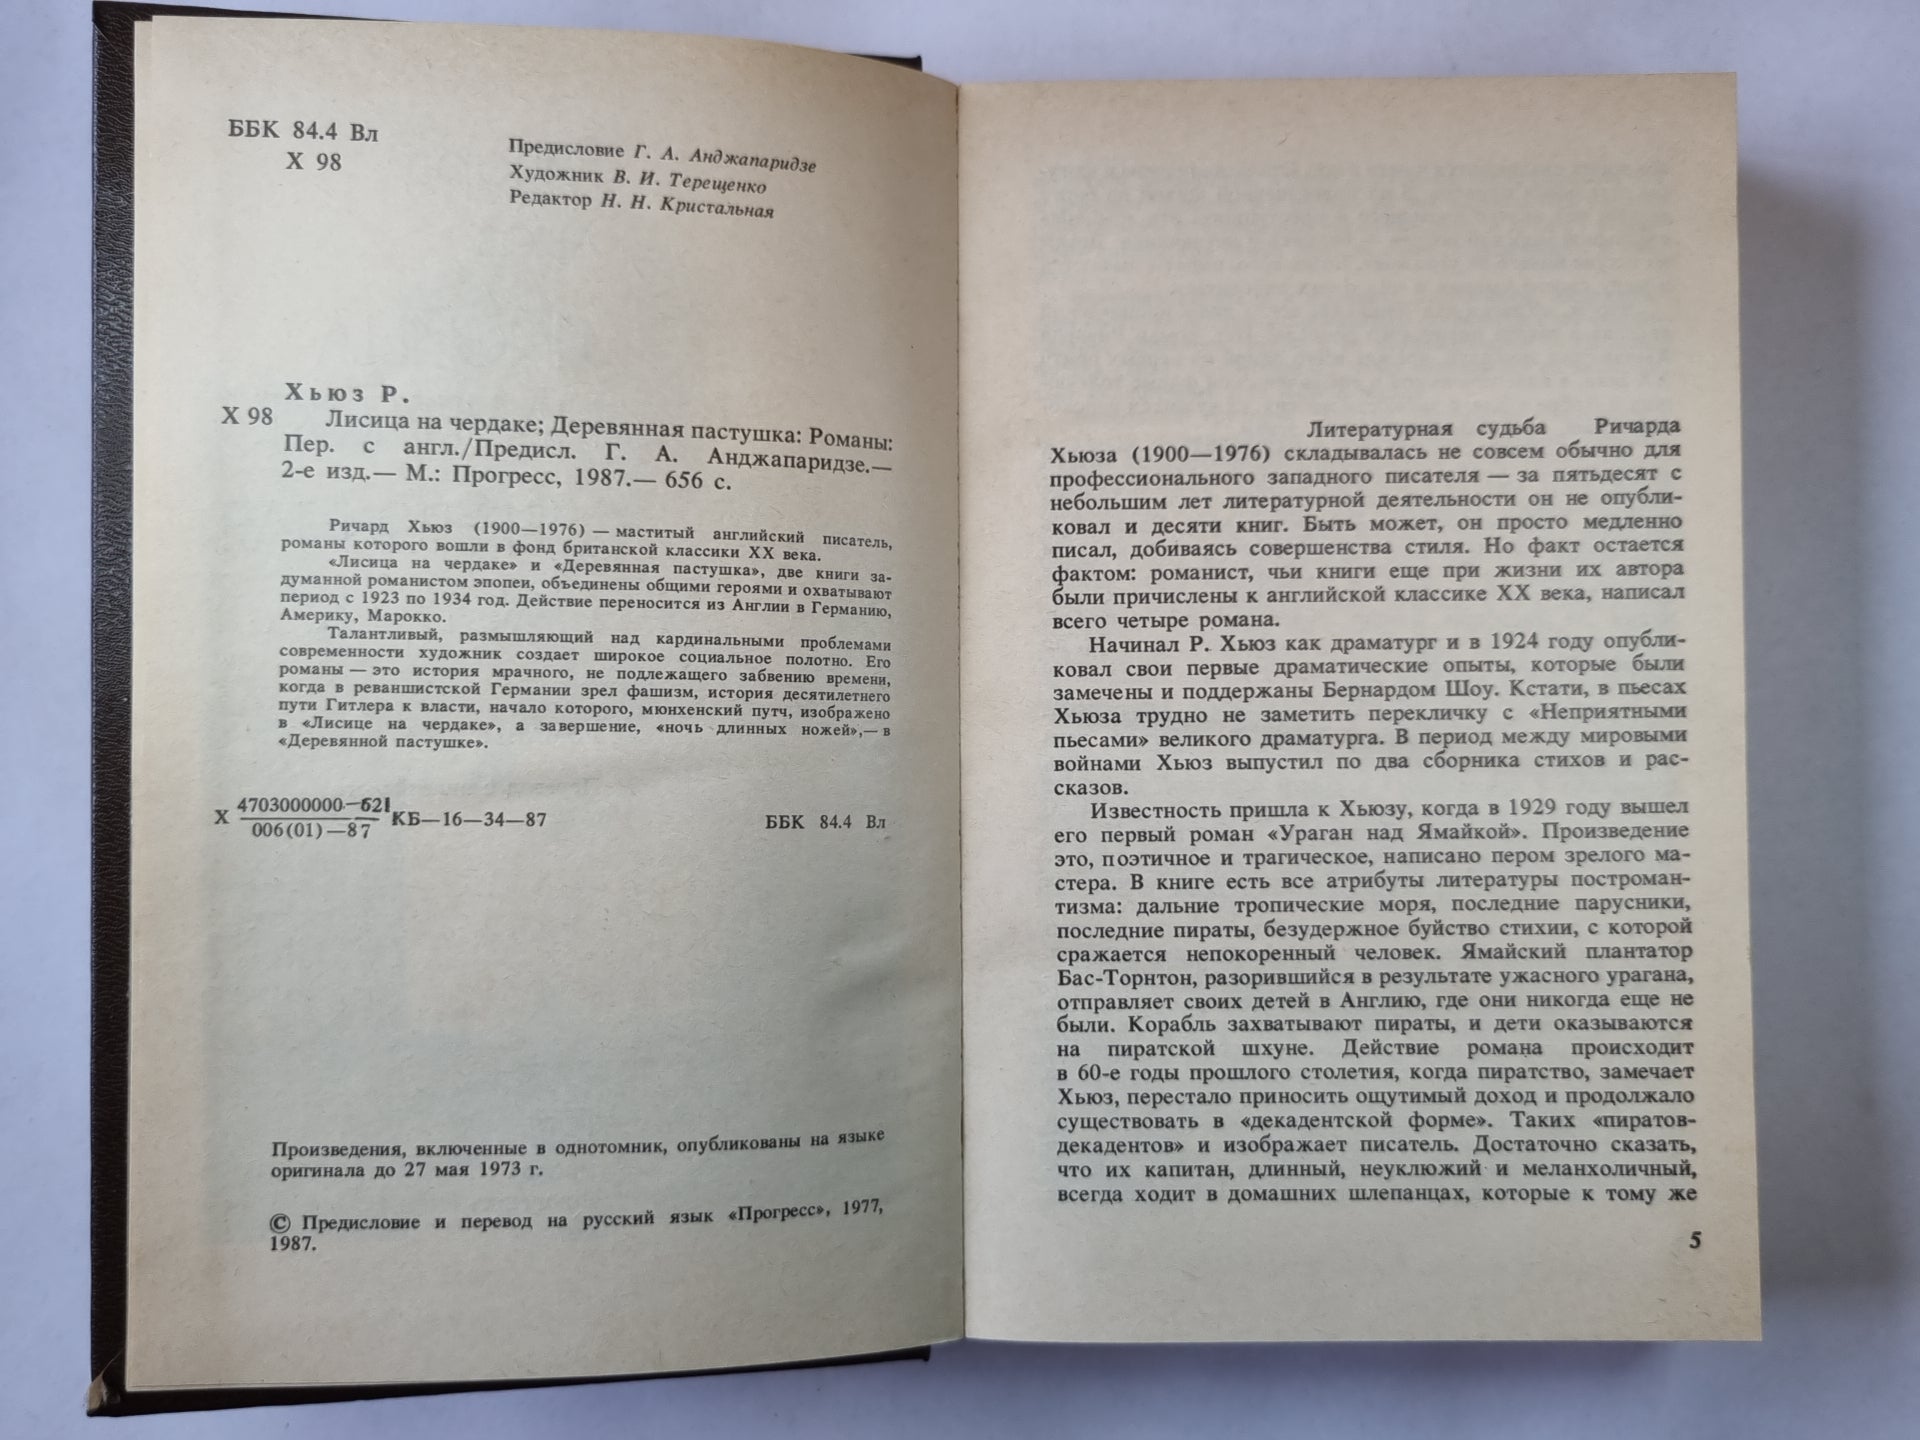 ББК 84.4 Вл
Х 98
Предисловие Г. А. Анджапаридзе
Художник В. И. Терещенко
Редактор Н. Н. Кристальная
Хьюз Р.
Х 98 Лисица на чердаке; Деревянная пастушка: Романы:
Пер. с англ./Предисл. Г. А. Анджапаридзе.—
2-е изд.— М.: Прогресс, 1987.— 656 с.
Ричард Хьюз (1900—1976) — маститый английский писатель,
романы которого вошли в фонд британской классики XX века.
«Лисица на чердаке» и «Деревянная пастушка», две книги за-
думанной романистом эпопеи, объединены общими героями и охватывают
период с 1923 по 1934 год. Действие переносится из Англии в Германию,
Америку, Марокко.
Талантливый, размышляющий над кардинальными проблемами
современности художник создает широкое социальное полотно. Его
романы — это история мрачного, не подлежащего забвению времени,
когда в реваншистской Германии зрел фашизм, история десятилетнего
пути Гитлера к власти, начало которого, мюнхенский путч, изображено
в «Лисице на чердаке», а завершение, «ночь длинных ножей»,— в
«Деревянной пастушке».
4703000000—621
Х КБ—16—34—87 ББК 84.4 Вл
006(01)—87
Произведения, включенные в однотомник, опубликованы на языке
оригинала до 27 мая 1973 г.
© Предисловие и перевод на русский язык «Прогресс», 1977,
1987.
Литературная судьба Ричарда
Хьюза (1900—1976) складывалась не совсем обычно для
профессионального западного писателя — за пятьдесят с
небольшим лет литературной деятельности он не опубли-
ковал и десяти книг. Быть может, он просто медленно
писал, добиваясь совершенства стиля. Но факт остается
фактом: романист, чьи книги еще при жизни их автора
были причислены к английской классике XX века, написал
всего четыре романа.
Начинал Р. Хьюз как драматург и в 1924 году опубли-
ковал свои первые драматические опыты, которые были
замечены и поддержаны Бернардом Шоу. Кстати, в пьесах
Хьюза трудно не заметить перекличку с «Неприятными
пьесами» великого драматурга. В период между мировыми
войнами Хьюз выпустил по два сборника стихов и рас-
сказов.
Известность пришла к Хьюзу, когда в 1929 году вышел
его первый роман «Ураган над Ямайкой». Произведение
это, поэтичное и трагическое, написано пером зрелого ма-
стера. В книге есть все атрибуты литературы построман-
тизма: дальние тропические моря, последние парусники,
последние пираты, безудержное буйство стихии, с которой
сражается непокоренный человек. Ямайский плантатор
Бас-Торнтон, разорившийся в результате ужасного урагана,
отправляет своих детей в Англию, где они никогда еще не
были. Корабль захватывают пираты, и дети оказываются
на пиратской шхуне. Действие романа происходит
в 60-е годы прошлого столетия, когда пиратство, замечает
Хьюз, перестало приносить ощутимый доход и продолжало
существовать в «декадентской форме». Таких «пиратов-
декадентов» и изображает писатель. Достаточно сказать,
что их капитан, длинный, неуклюжий и меланхоличный,
всегда ходит в домашних шлепанцах, которые к тому же
5